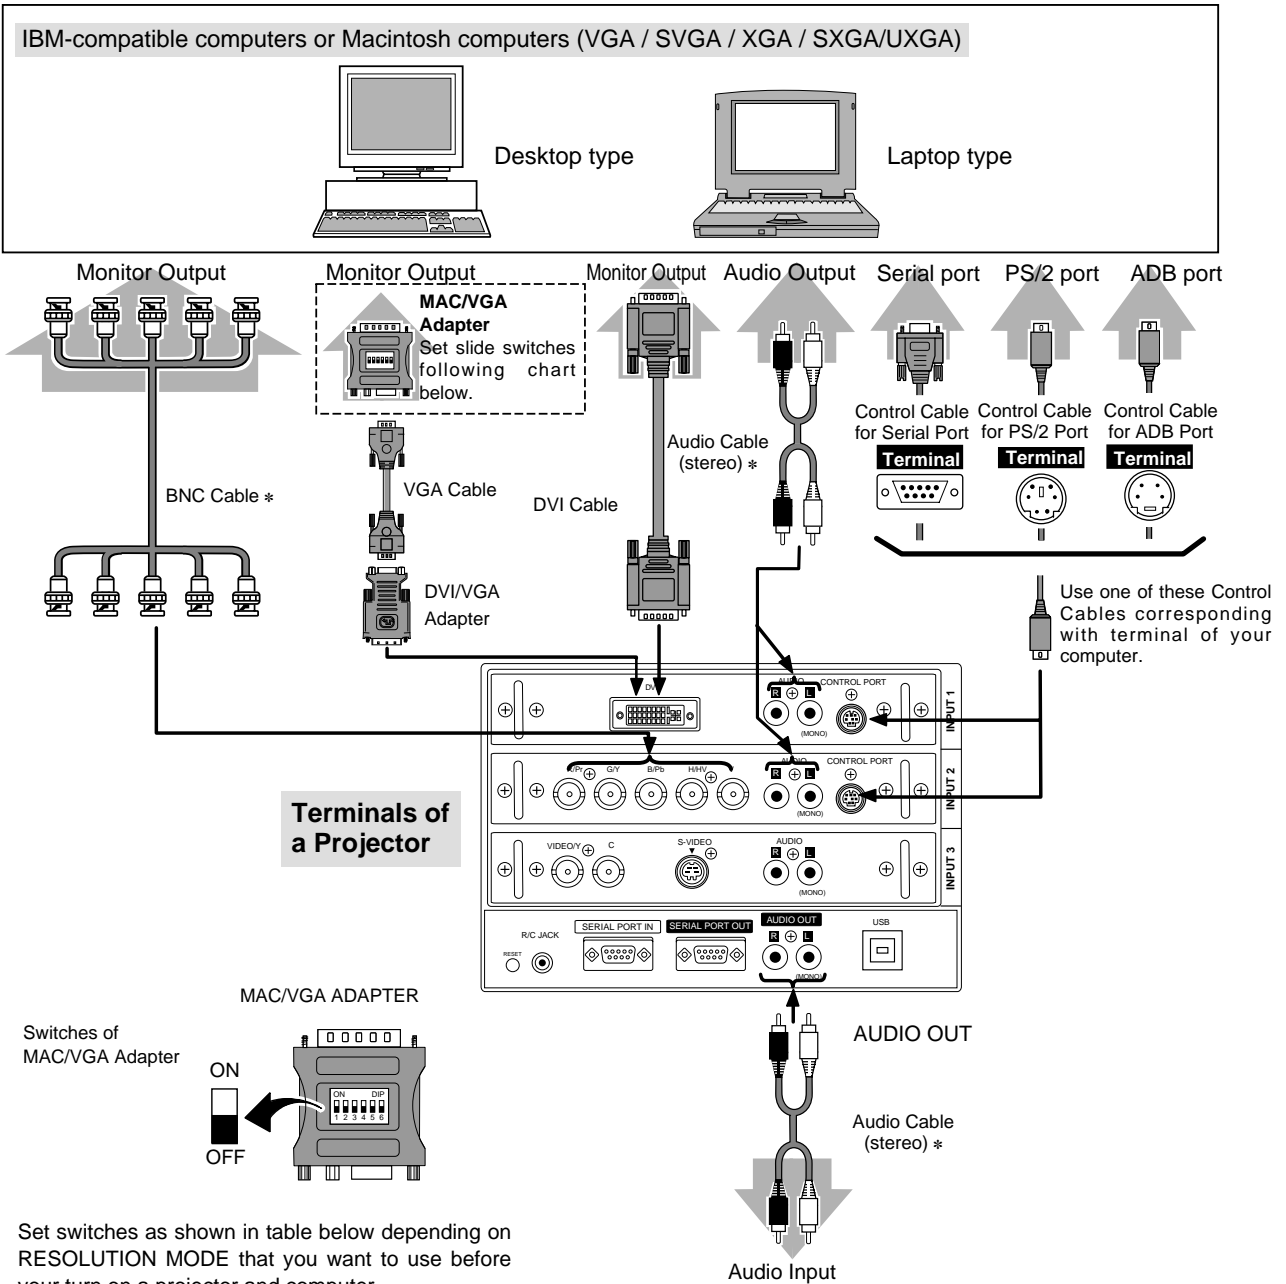 IBM-compatible computers or Macintosh computers (VGA / SVGA / XGA / SXGA/UXGA)
Desktop type
Laptop type
Monitor Output
Monitor Output
Monitor Output
Audio Output
Serial port
PS/2 port
ADB port
MAC/VGA
Adapter
Set slide switches
following chart
below.
Control Cable
for Serial Port
Control Cable
for PS/2 Port
Control Cable
for ADB Port
Terminal
Terminal
Terminal
Audio Cable
(stereo) *
BNC Cable *
VGA Cable
DVI Cable
DVI/VGA
Adapter
Use one of these Control
Cables corresponding
with terminal of your
computer.
AUDIO
R
L
(MONO)
CONTROL PORT
INPUT 1
G/Y
B/Pb
H/HV
R
L
(MONO)
CONTROL PORT
INPUT 2
Terminals of
a Projector
VIDEO/Y
C
S-VIDEO
AUDIO
R
L
(MONO)
INPUT 3
RESET
R/C JACK
SERIAL PORT IN
SERIAL PORT OUT
AUDIO OUT
R
L
(MONO)
USB
MAC/VGA ADAPTER
Switches of
MAC/VGA Adapter
ON
OFF
ON
DIP
1 2 3 4 5 6
AUDIO OUT
Audio Cable
(stereo) *
Audio Input
Set switches as shown in table below depending on
RESOLUTION MODE that you want to use before
your turn on a projector and computer